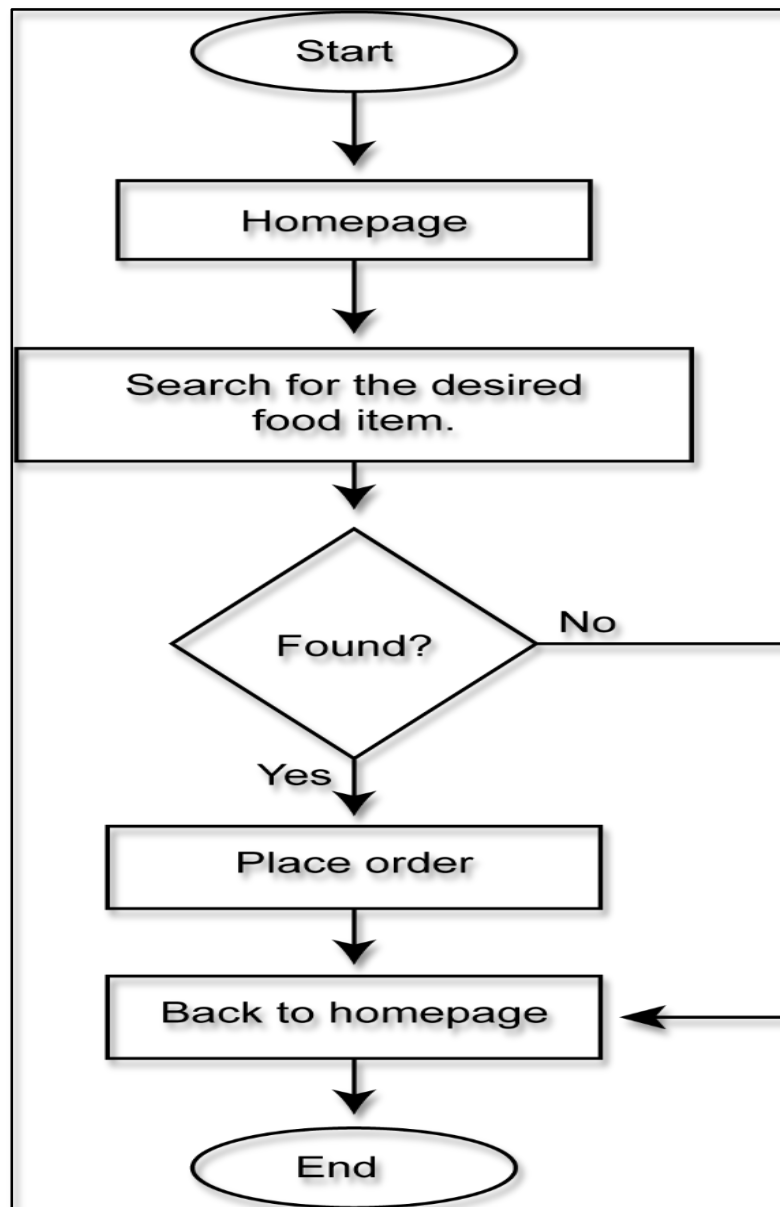 Start
Homepage
Search for the desired
food item.
Found?
No
Yes
Place order
Back to homepage
End